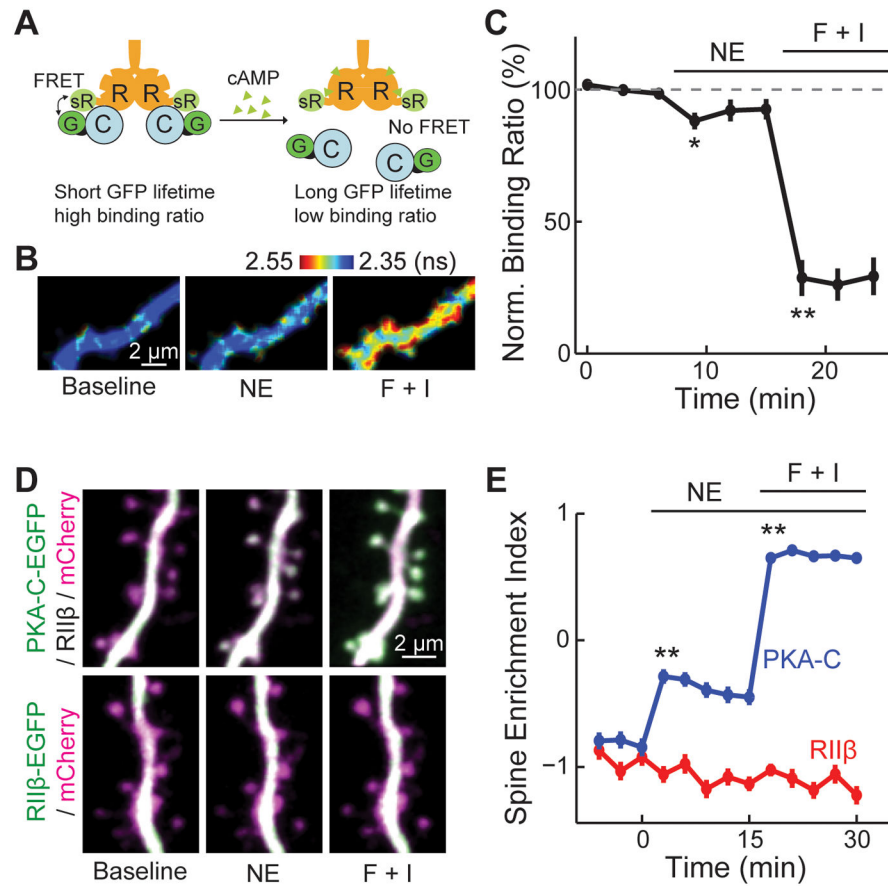 A
FRET
cAMP
sR
R
R
sR
G
C
C
G
sR
R
R
sR
No FRET
G
C
C
G
Short GFP lifetime
high binding ratio
Long GFP lifetime
low binding ratio
B
2.55
2.35 (ns)
2 μm
Baseline
NE
F + I
C
F + I
NE
Norm. Binding Ratio (%)
100
50
0
*
**
0
10
20
Time (min)
D
PKA-C-EGFP
/ RIIβ / mCherry
2 μm
RIIβ-EGFP
/ mCherry
Baseline
NE
F + I
E
F + I
NE
Spine Enrichment Index
1
0
−1
**
**
PKA-C
RIIβ
0
15
30
Time (min)